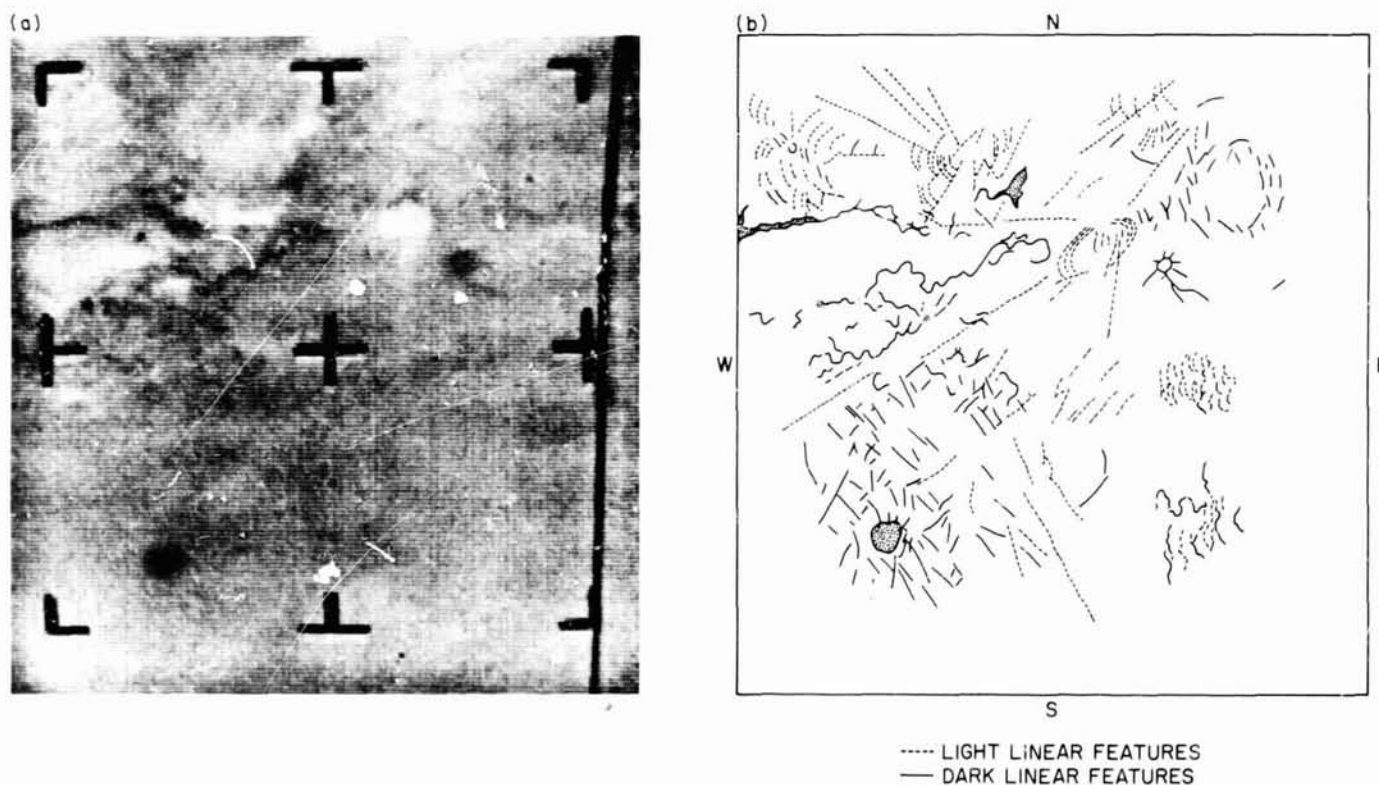 (a)
(b)
N
W
E
S
----- LIGHT LINEAR FEATURES
—— DARK LINEAR FEATURES